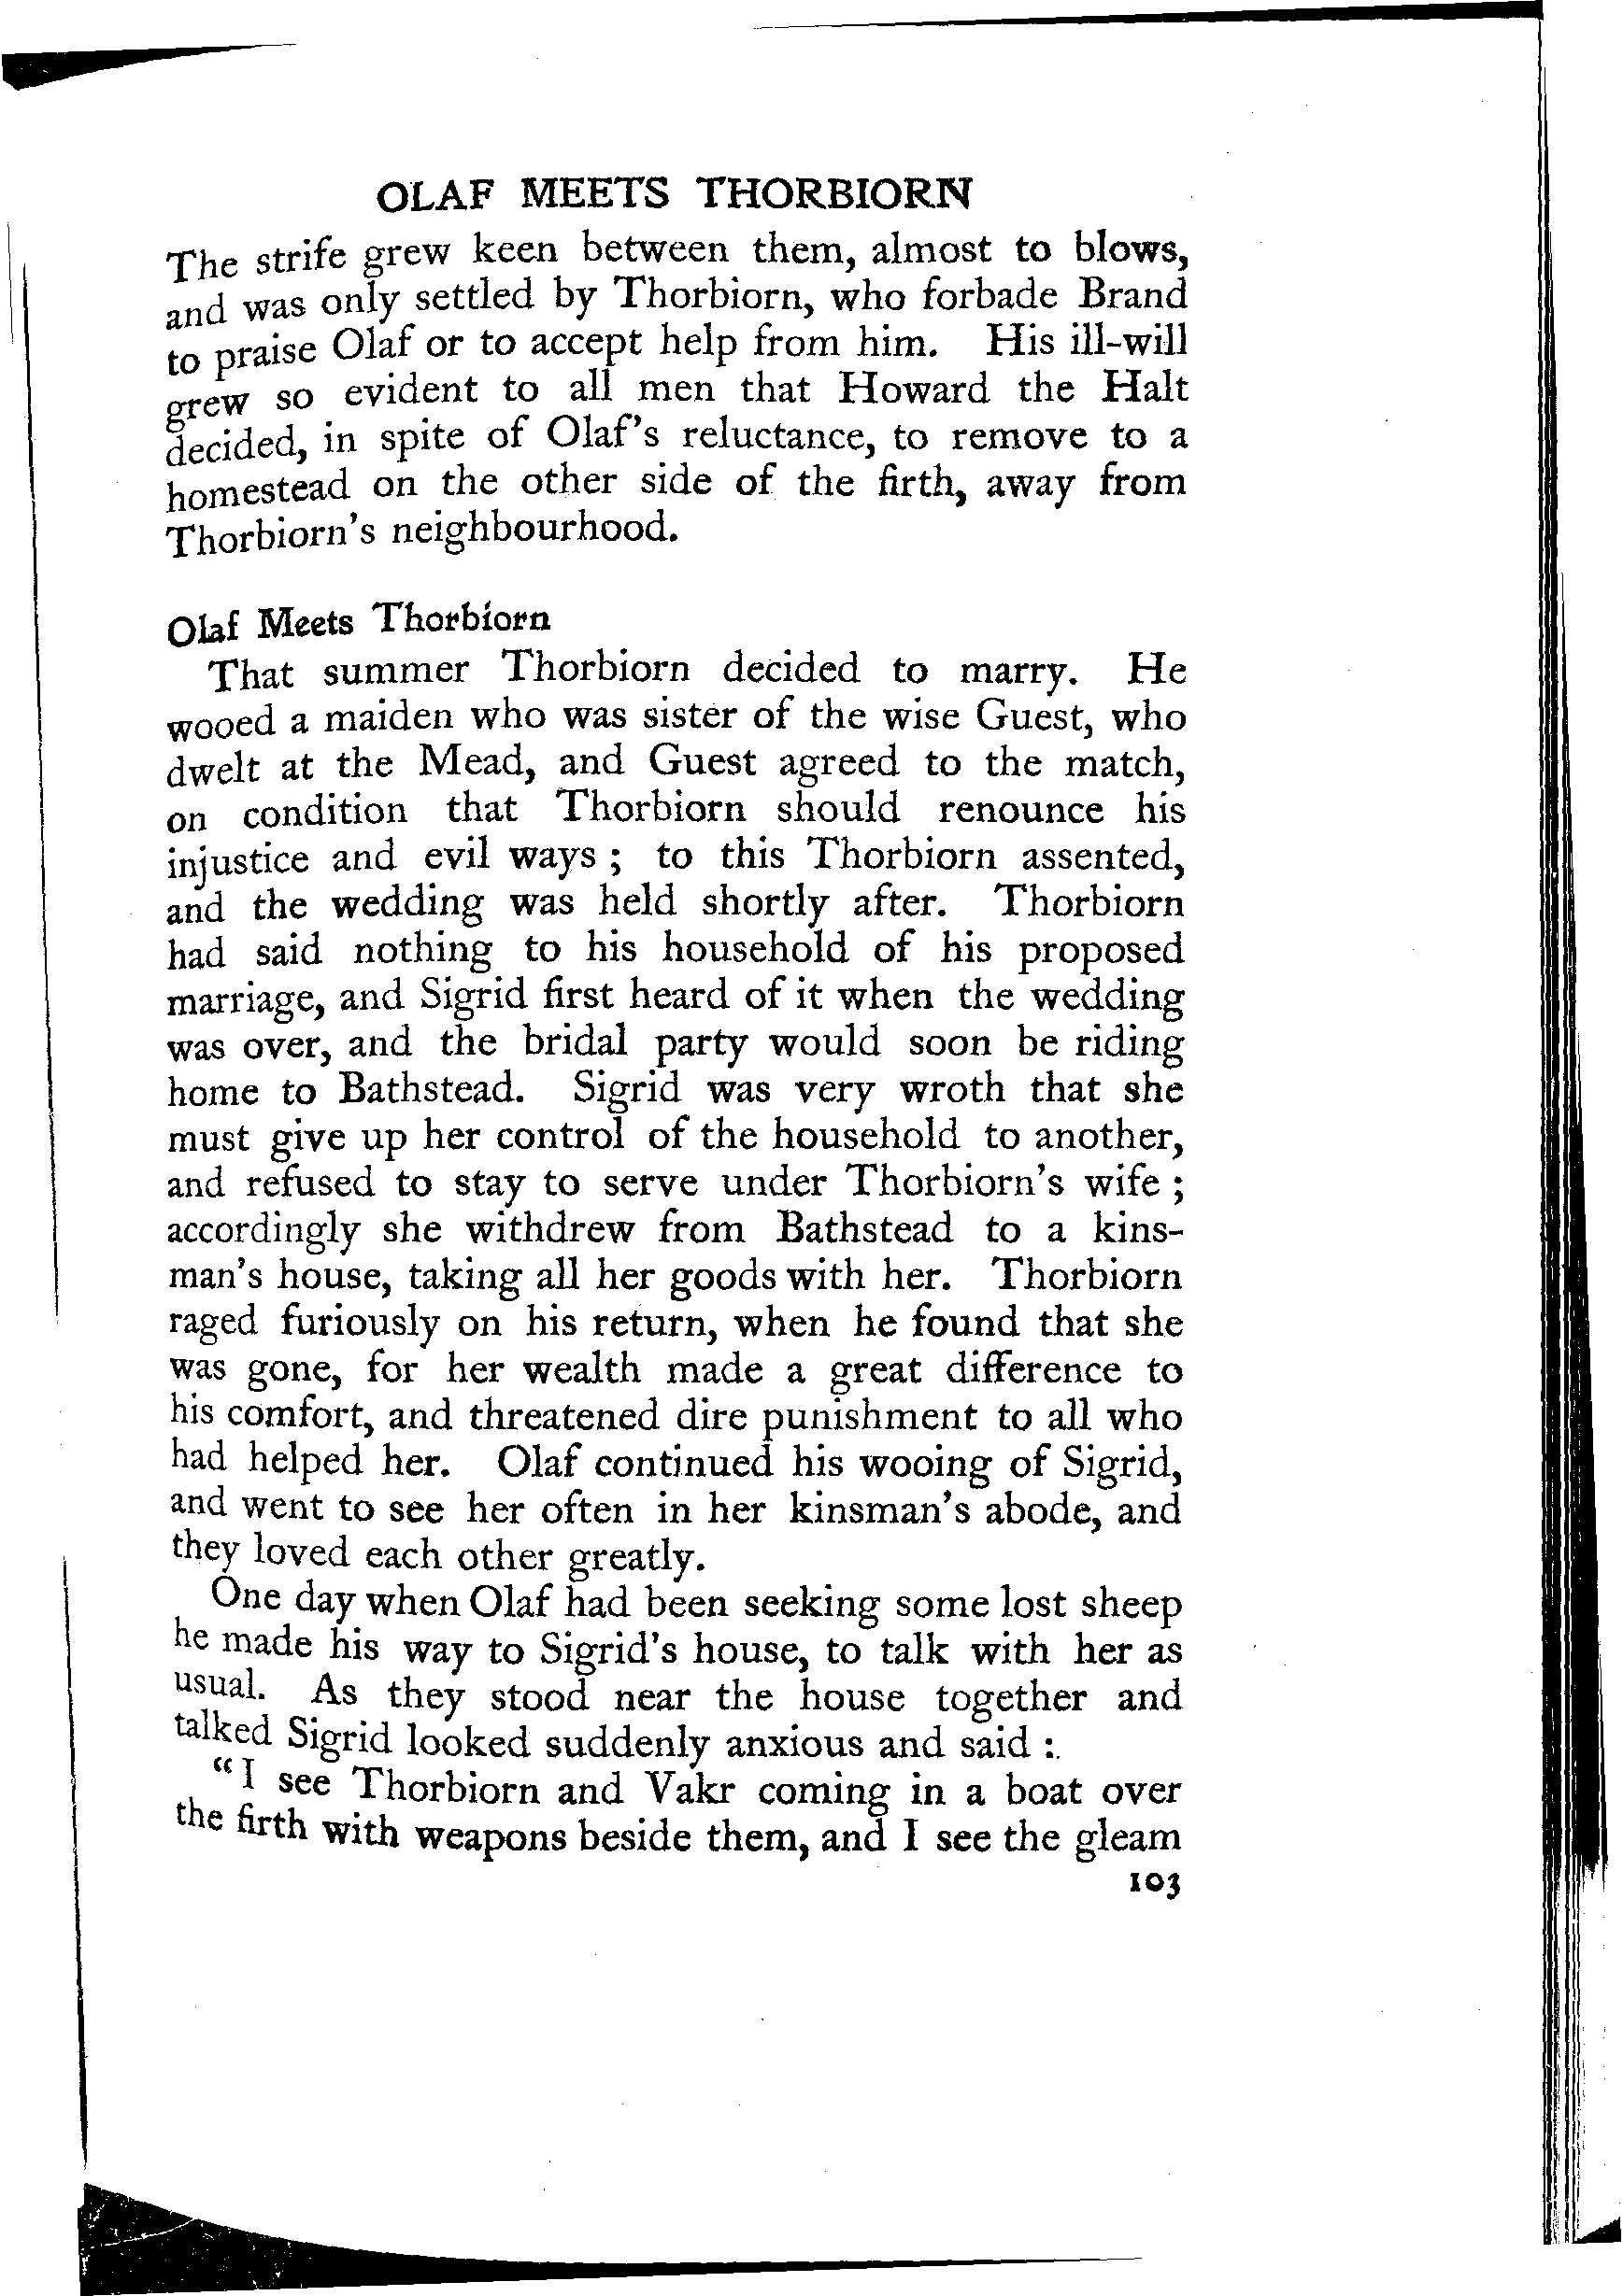 OLAF MEETS THORBIORN
The strife grew keen between them, almost to blows,
and was only settled by Thorbiorn, who forbade Brand
to praise Olaf or to accept help from him. His ill-will
grew so evident to all men that Howard the Halt
decided, in spite of Olaf's reluctance, to remove to a
homestead on the other side of the firth, away from
Thorbiorn's neighbourhood.
Olaf Meets Thorbiorn
That summer Thorbiorn decided to marry. He
wooed a maiden who was sister of the wise Guest, who
dwelt at the Mead, and Guest agreed to the match,
on condition that Thorbiorn should renounce his
injustice and evil ways ; to this Thorbiorn assented,
and the wedding was held shortly after. Thorbiorn
had said nothing to his household of his proposed
marriage, and Sigrid first heard of it when the wedding
was over, and the bridal party would soon be riding
home to Bathstead. Sigrid was very wroth that she
must give up her control of the household to another,
and refused to stay to serve under Thorbiorn's wife ;
accordingly she withdrew from Bathstead to a kins-
man's house, taking all her goods with her. Thorbiorn
raged furiously on his return, when he found that she
was gone, for her wealth made a great difference to
his comfort, and threatened dire punishment to all who
had helped her. Olaf continued his wooing of Sigrid,
and went to see her often in her kinsman's abode, and
they loved each other greatly.
One day when Olaf had been seeking some lost sheep
he made his way to Sigrid's house, to talk with her as
usual. As they stood near the house together and
talked Sigrid looked suddenly anxious and said :
"I see Thorbiorn and Vakr coming in a boat over
the firth with weapons beside them, and I see the gleam
103